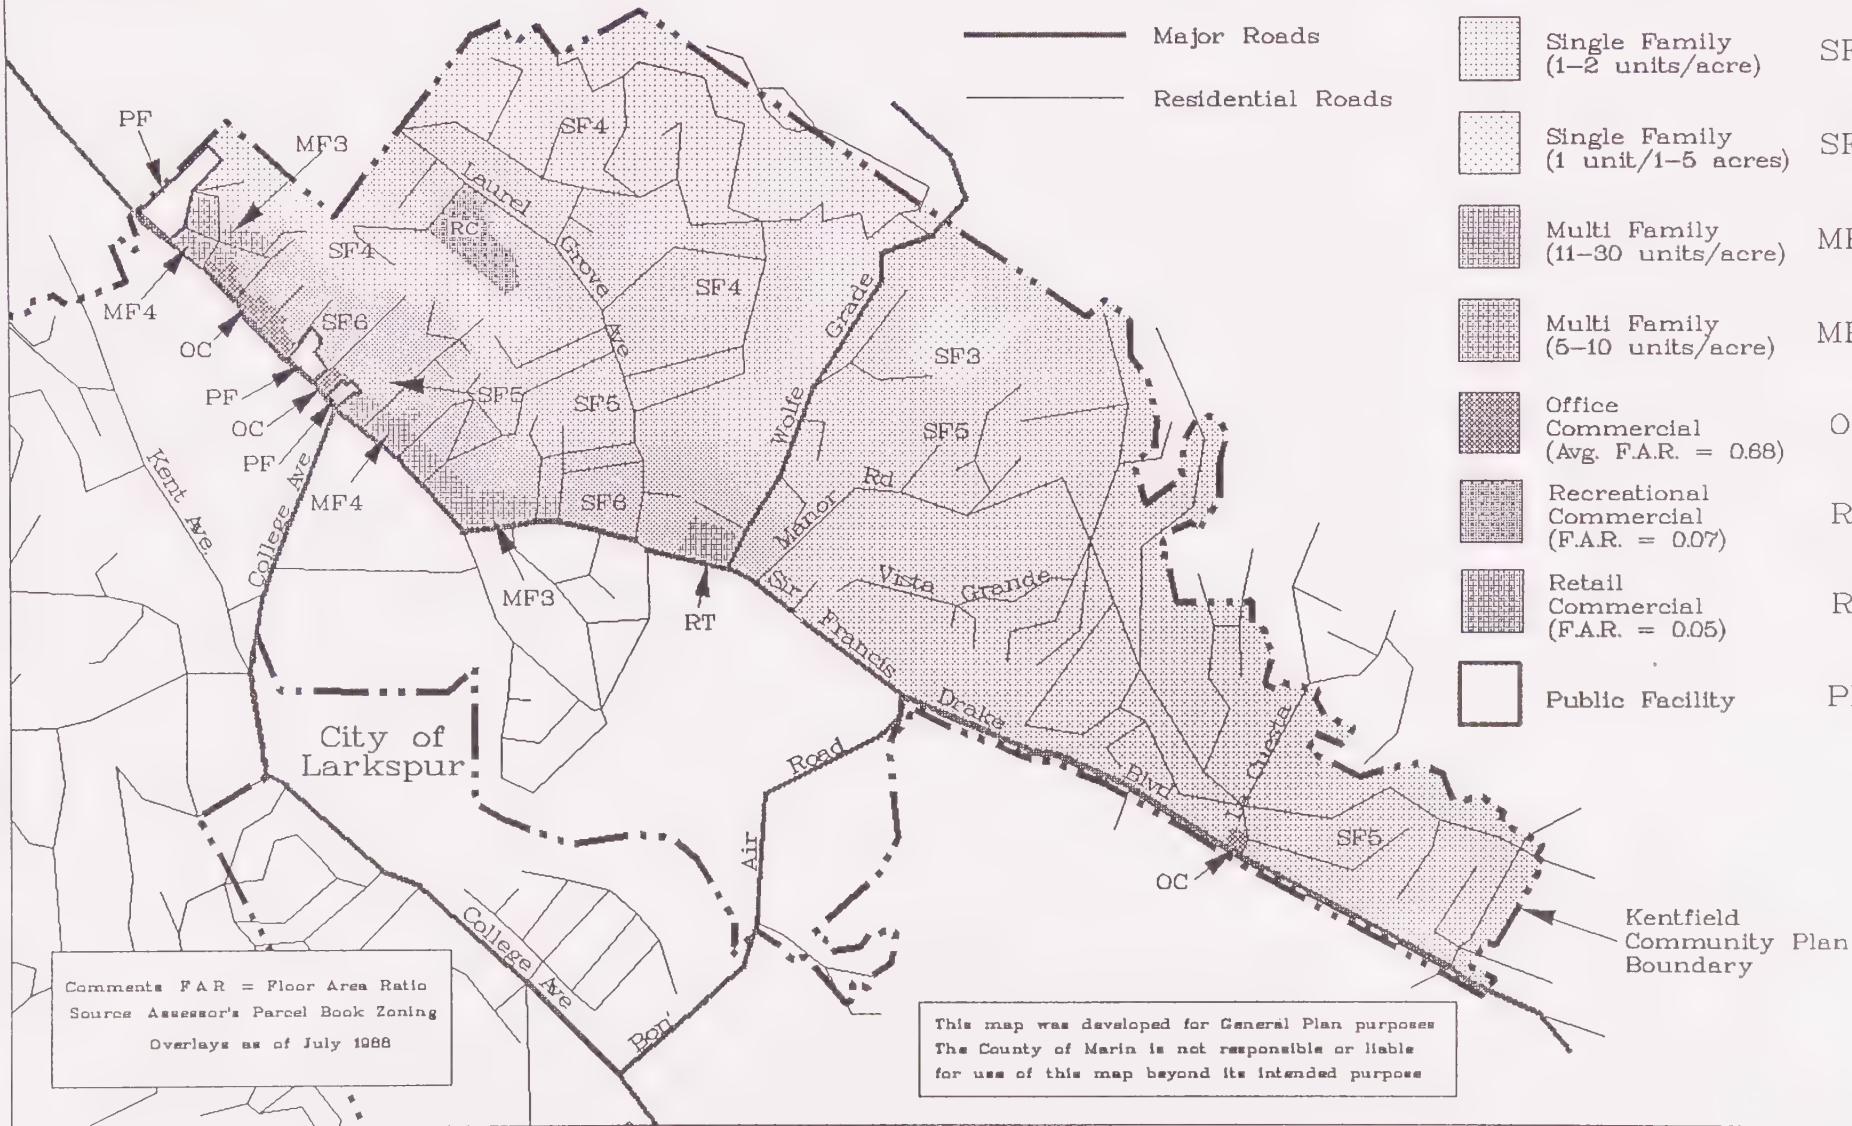 Major Roads
Residential Roads
Single Family
(1-2 units/acre)
SF
Single Family
(1 unit/1-5 acres)
SF
Multi Family
(11-30 units/acre)
Multi Family
(5-10 units/acre)
Office
Commercial
(Avg. F.A.R. = 0.68)
O
Recreational
Commercial
(F.A.R. = 0.07)
R
Retail
Commercial
(F.A.R. = 0.05)
R
Public Facility
PF
MF3
SF4
Laurel
Grove
Ave
RC
SF4
SF4
MF4
OC
SF6
PF
OC
PF
SF5
SF5
MF4
SF6
MF3
RT
Wolfe
Grade
SF3
SF5
Manor
Rd
Vista
Grande
Sir
Francis
Drake
Blvd
La Cuesta
SF5
OC
Kent
Ave
College
Ave
City of
Larkspur
Road
Air
Bon'
College
Ave
Kentfield
Community Plan
Boundary
Comments F A R = Floor Area Ratio
Source Assessor's Parcel Book Zoning
Overlays as of July 1988
This map was developed for General Plan purposes
The County of Marin is not responsible or liable
for use of this map beyond its intended purpose